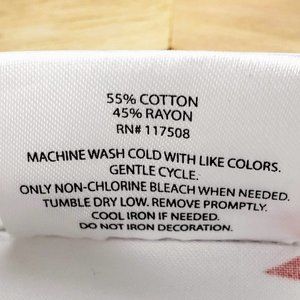 55% COTTON
45% RAYON
RN# 117508
MACHINE WASH COLD WITH LIKE COLORS.
GENTLE CYCLE.
ONLY NON-CHLORINE BLEACH WHEN NEEDED.
TUMBLE DRY LOW. REMOVE PROMPTLY.
COOL IRON IF NEEDED.
DO NOT IRON DECORATION.